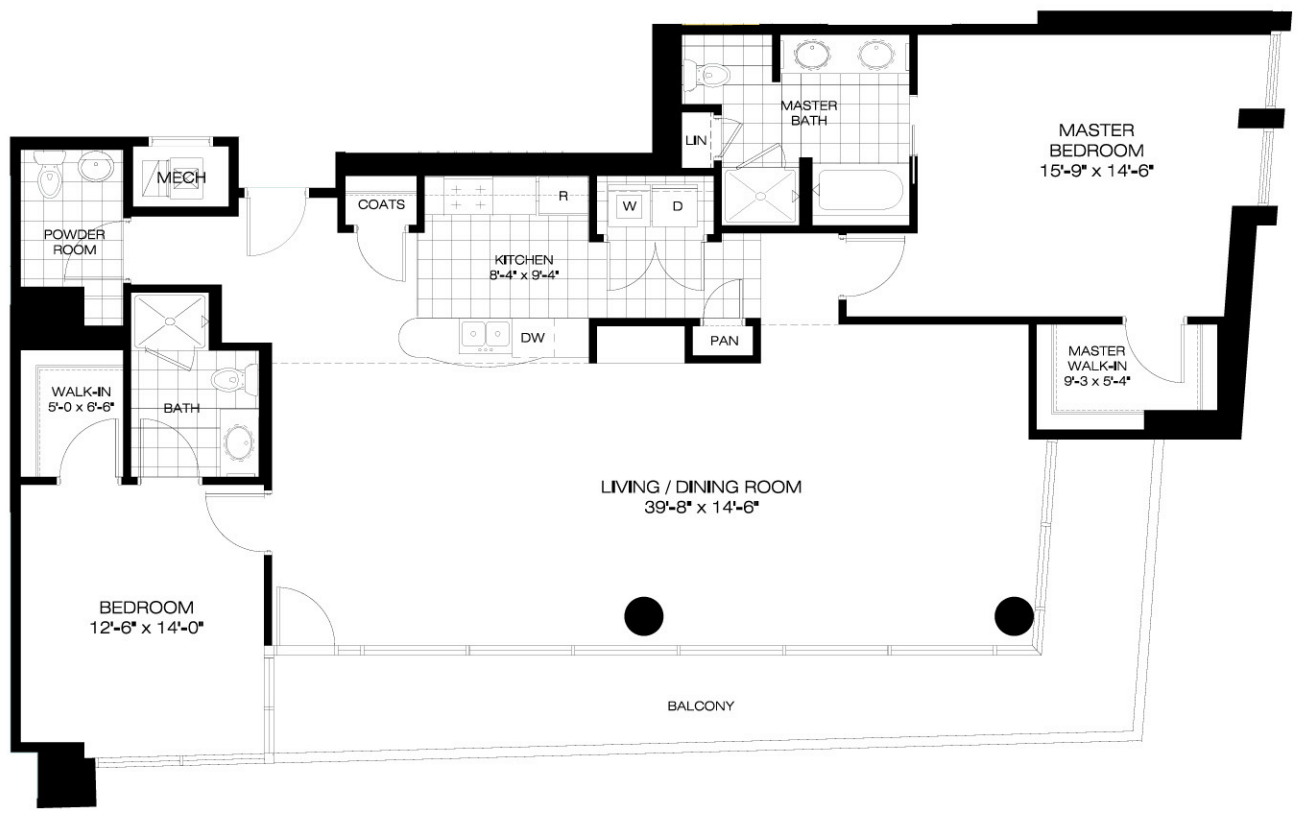 MASTER
BATH
LIN
MASTER
BEDROOM
15'-9" x 14'-6"
MECH
COATS
R
W
D
POWDER
ROOM
KITCHEN
8'-4" x 9'-4"
DW
PAN
MASTER
WALK-IN
9'-3 x 5'-4"
WALK-IN
5'-0 x 6'-6"
BATH
LIVING / DINING ROOM
39'-8" x 14'-6"
BEDROOM
12'-6" x 14'-0"
BALCONY